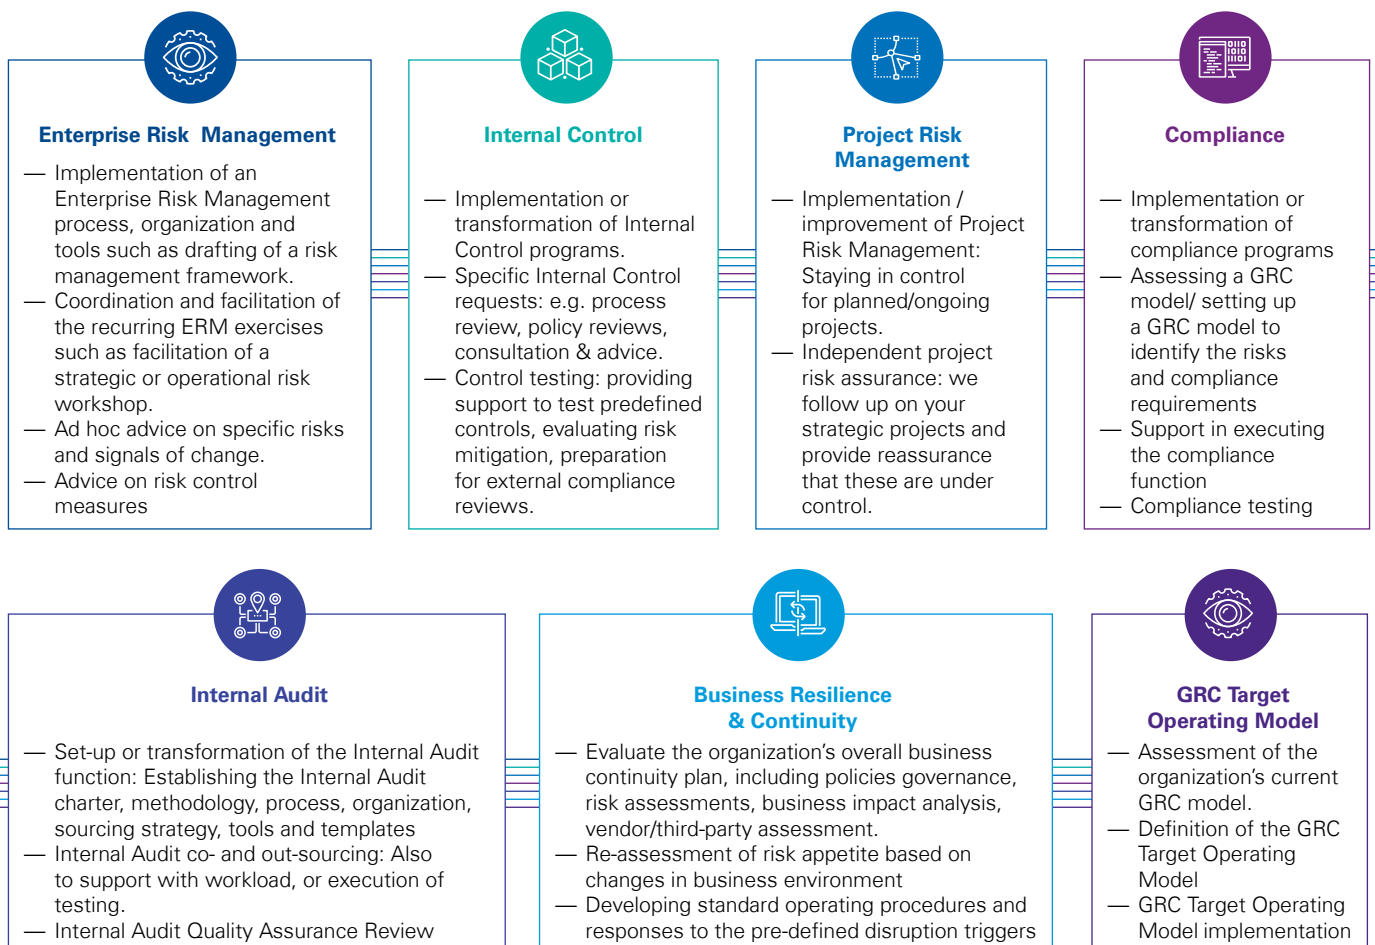 Enterprise Risk Management
— Implementation of an
Enterprise Risk Management
process, organization and
tools such as drafting of a risk
management framework.
— Coordination and facilitation of
the recurring ERM exercises
such as facilitation of a
strategic or operational risk
workshop.
— Ad hoc advice on specific risks
and signals of change.
— Advice on risk control
measures
Internal Control
— Implementation or
transformation of Internal
Control programs.
— Specific Internal Control
requests: e.g. process
review, policy reviews,
consultation & advice.
— Control testing: providing
support to test predefined
controls, evaluating risk
mitigation, preparation
for external compliance
reviews.
Project Risk
Management
— Implementation /
improvement of Project
Risk Management:
Staying in control
for planned/ongoing
projects.
— Independent project
risk assurance: we
follow up on your
strategic projects and
provide reassurance
that these are under
control.
0110
1010
11101
Compliance
— Implementation or
transformation of
compliance programs
— Assessing a GRC
model/ setting up
a GRC model to
identify the risks
and compliance
requirements
— Support in executing
the compliance
function
— Compliance testing
Internal Audit
— Set-up or transformation of the Internal Audit
function: Establishing the Internal Audit
charter, methodology, process, organization,
sourcing strategy, tools and templates
— Internal Audit co- and out-sourcing: Also
to support with workload, or execution of
testing.
— Internal Audit Quality Assurance Review
Business Resilience
& Continuity
— Evaluate the organization’s overall business
continuity plan, including policies governance,
risk assessments, business impact analysis,
vendor/third-party assessment.
— Re-assessment of risk appetite based on
changes in business environment
— Developing standard operating procedures and
responses to the pre-defined disruption triggers
GRC Target
Operating Model
— Assessment of the
organization’s current
GRC model.
— Definition of the GRC
Target Operating
Model
— GRC Target Operating
Model implementation